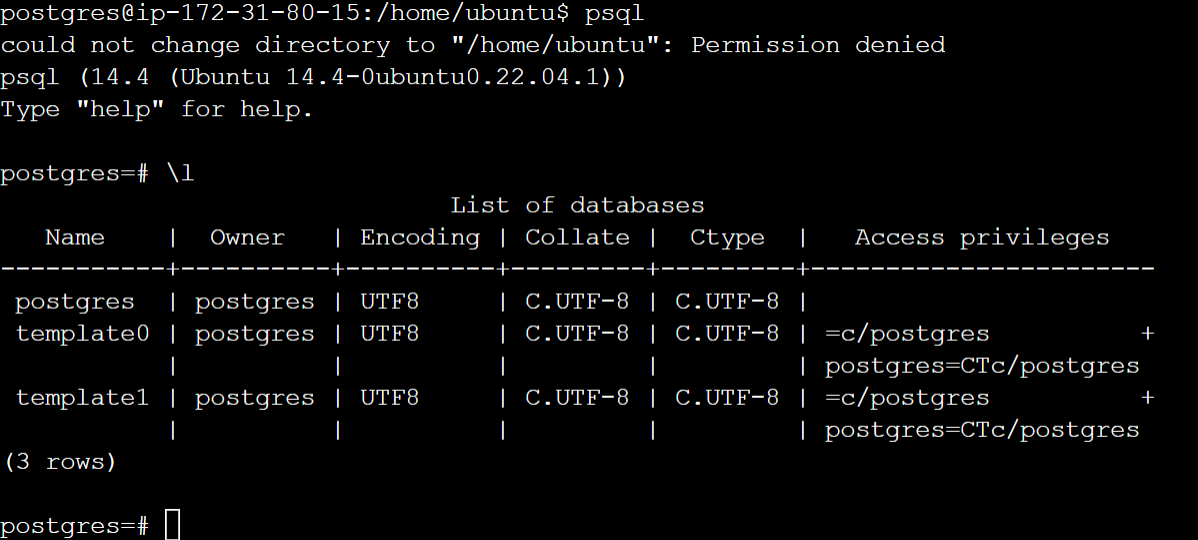 postgres@ip-172-31-80-15:/home/ubuntu$ psql
could not change directory to "/home/ubuntu": Permission denied
psql (14.4 (Ubuntu 14.4-0ubuntu0.22.04.1))
Type "help" for help.

postgres=# \l
                              List of databases
   Name    |  Owner   | Encoding | Collate |  Ctype  |   Access privileges
-----------+----------+----------+---------+---------+-----------------------
 postgres  | postgres | UTF8     | C.UTF-8 | C.UTF-8 |
 template0 | postgres | UTF8     | C.UTF-8 | C.UTF-8 | =c/postgres          +
           |          |          |         |         | postgres=CTc/postgres
 template1 | postgres | UTF8     | C.UTF-8 | C.UTF-8 | =c/postgres          +
           |          |          |         |         | postgres=CTc/postgres
(3 rows)

postgres=#